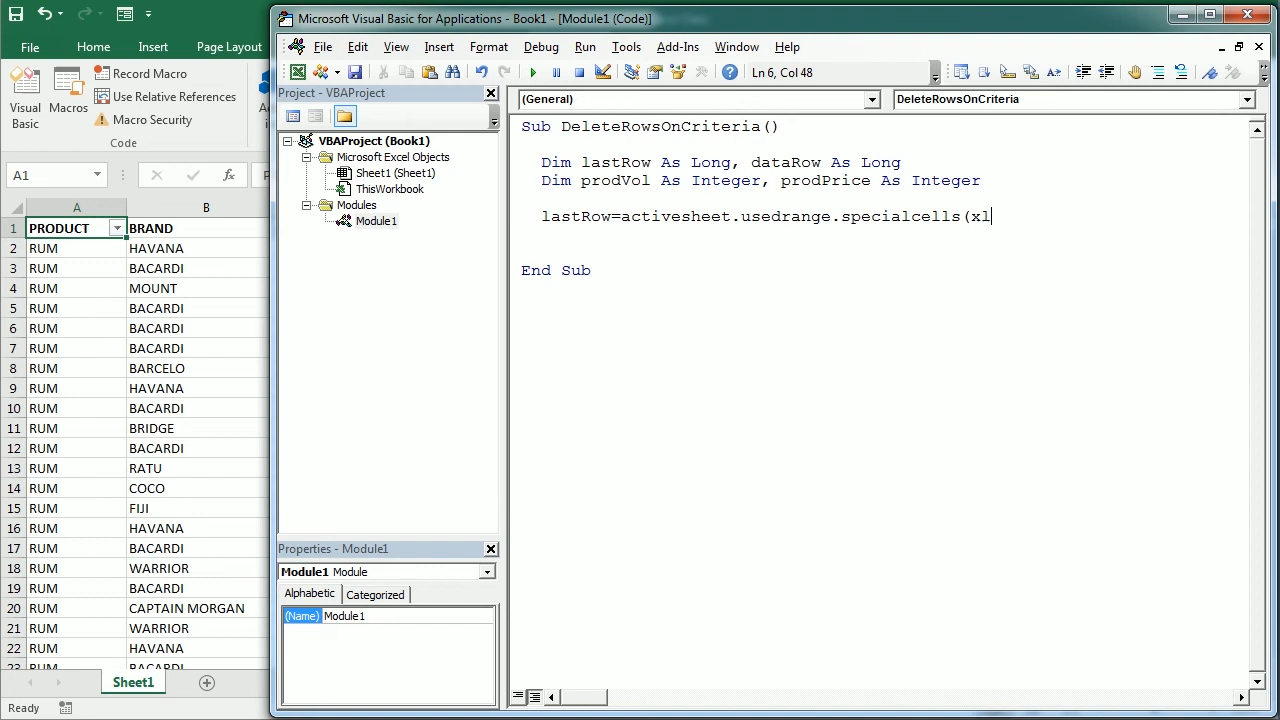 Microsoft Visual Basic for Applications - Book1 - [Module1 (Code)]
File Home Insert Page Layout
File Edit View Insert Format Debug Run Tools Add-Ins Window Help
Visual Basic
Macros
Record Macro
Use Relative References
Macro Security
Code
Ln 6, Col 48
Project - VBAProject
VBAProject (Book1)
Microsoft Excel Objects
Sheet1 (Sheet1)
ThisWorkbook
Modules
Module1
(General) DeleteRowsOnCriteria
Sub DeleteRowsOnCriteria()
Dim lastRow As Long, dataRow As Long
Dim prodVol As Integer, prodPrice As Integer
lastRow=activesheet.usedrange.specialcells(xl
End Sub
Properties - Module1
Module1 Module
Alphabetic Categorized
(Name) Module1
A1 fx
A B
1 PRODUCT BRAND
2 RUM HAVANA
3 RUM BACARDI
4 RUM MOUNT
5 RUM BACARDI
6 RUM BACARDI
7 RUM BACARDI
8 RUM BARCELO
9 RUM HAVANA
10 RUM BACARDI
11 RUM BRIDGE
12 RUM BACARDI
13 RUM RATU
14 RUM COCO
15 RUM FIJI
16 RUM HAVANA
17 RUM BACARDI
18 RUM WARRIOR
19 RUM BACARDI
20 RUM CAPTAIN MORGAN
21 RUM WARRIOR
22 RUM HAVANA
23 RUM BACARDI
Sheet1
Ready